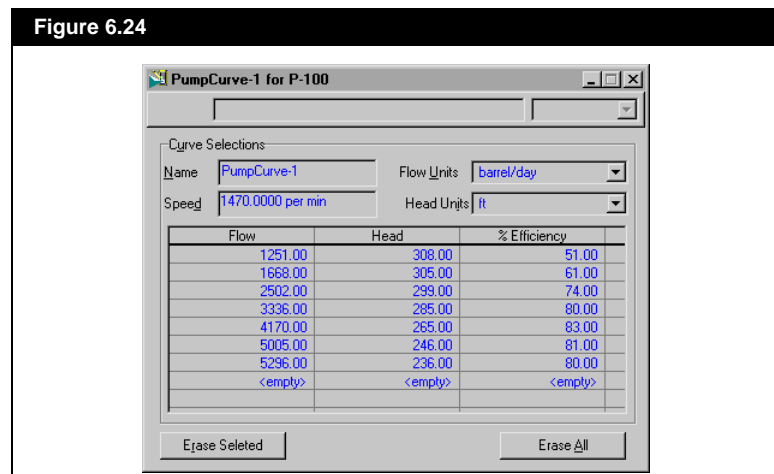 Figure 6.24
PumpCurve-1 for P-100
Curve Selections
Name PumpCurve-1 Flow Units barrel/day
Speed 1470.0000 per min Head Units ft
Flow Head % Efficiency
1251.00 308.00 51.00
1668.00 305.00 61.00
2502.00 299.00 74.00
3336.00 285.00 80.00
4170.00 265.00 83.00
5005.00 246.00 81.00
5296.00 236.00 80.00
<empty> <empty> <empty>
Erase Seleted Erase All